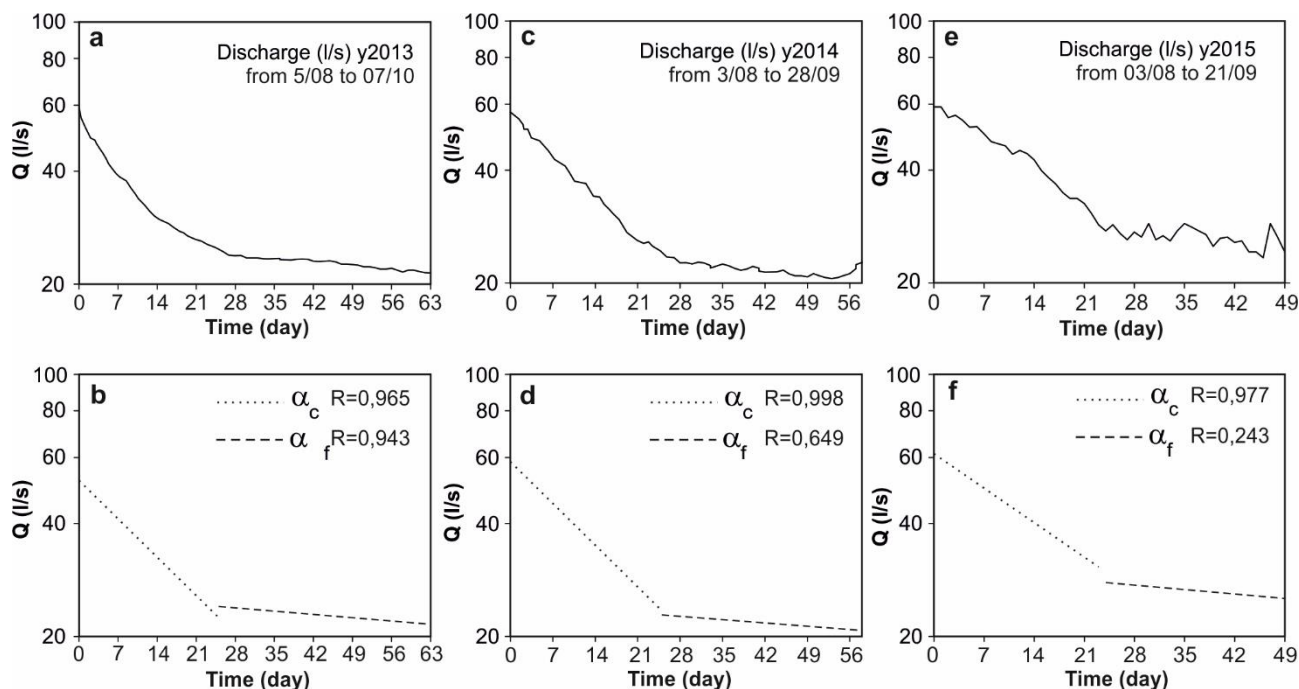 a
Discharge (l/s) y2013
from 5/08 to 07/10
Q (l/s)
100
80
60
40
20
0 7 14 21 28 35 42 49 56 63
Time (day)
c
Discharge (l/s) y2014
from 3/08 to 28/09
Q (l/s)
100
80
60
40
20
0 7 14 21 28 35 42 49 56
Time (day)
e
Discharge (l/s) y2015
from 03/08 to 21/09
Q (l/s)
100
80
60
40
20
0 7 14 21 28 35 42 49
Time (day)
b
αc R=0,965
αf R=0,943
Q (l/s)
100
80
60
40
20
0 7 14 21 28 35 42 49 56 63
Time (day)
d
αc R=0,998
αf R=0,649
Q (l/s)
100
80
60
40
20
0 7 14 21 28 35 42 49 56
Time (day)
f
αc R=0,977
αf R=0,243
Q (l/s)
100
80
60
40
20
0 7 14 21 28 35 42 49
Time (day)